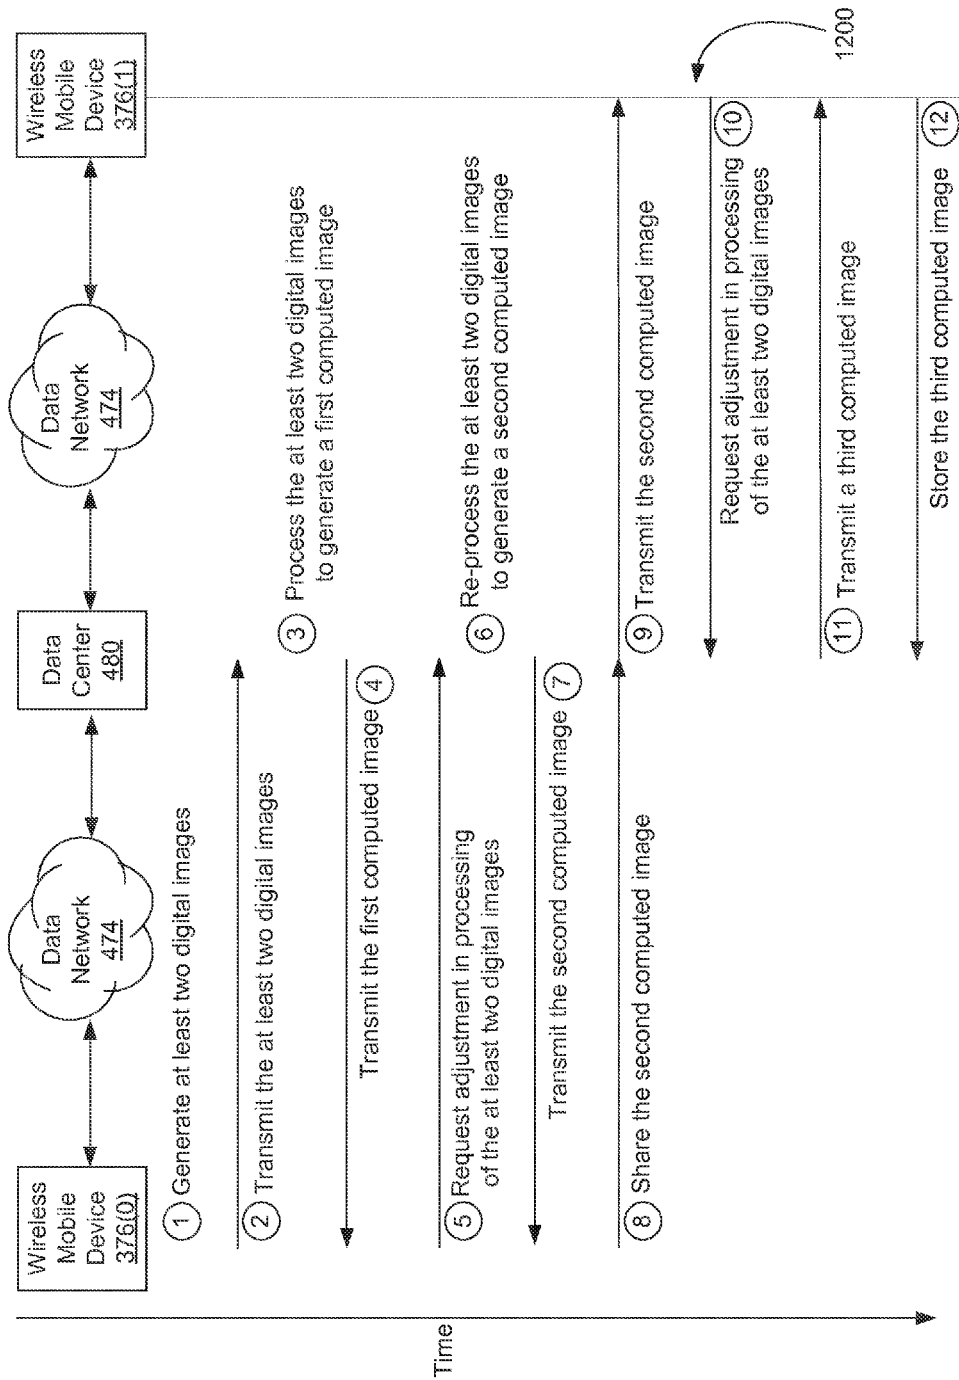 Wireless
Mobile
Device
376(0)
Data
Network
474
Data
Center
480
Data
Network
474
Wireless
Mobile
Device
376(1)
Time
1 Generate at least two digital images
2 Transmit the at least two digital images
3 Process the at least two digital images
to generate a first computed image
Transmit the first computed image 4
5 Request adjustment in processing
of the at least two digital images
6 Re-process the at least two digital images
to generate a second computed image
Transmit the second computed image 7
8 Share the second computed image
9 Transmit the second computed image
1200
Request adjustment in processing 10
of the at least two digital images
11 Transmit a third computed image
Store the third computed image 12